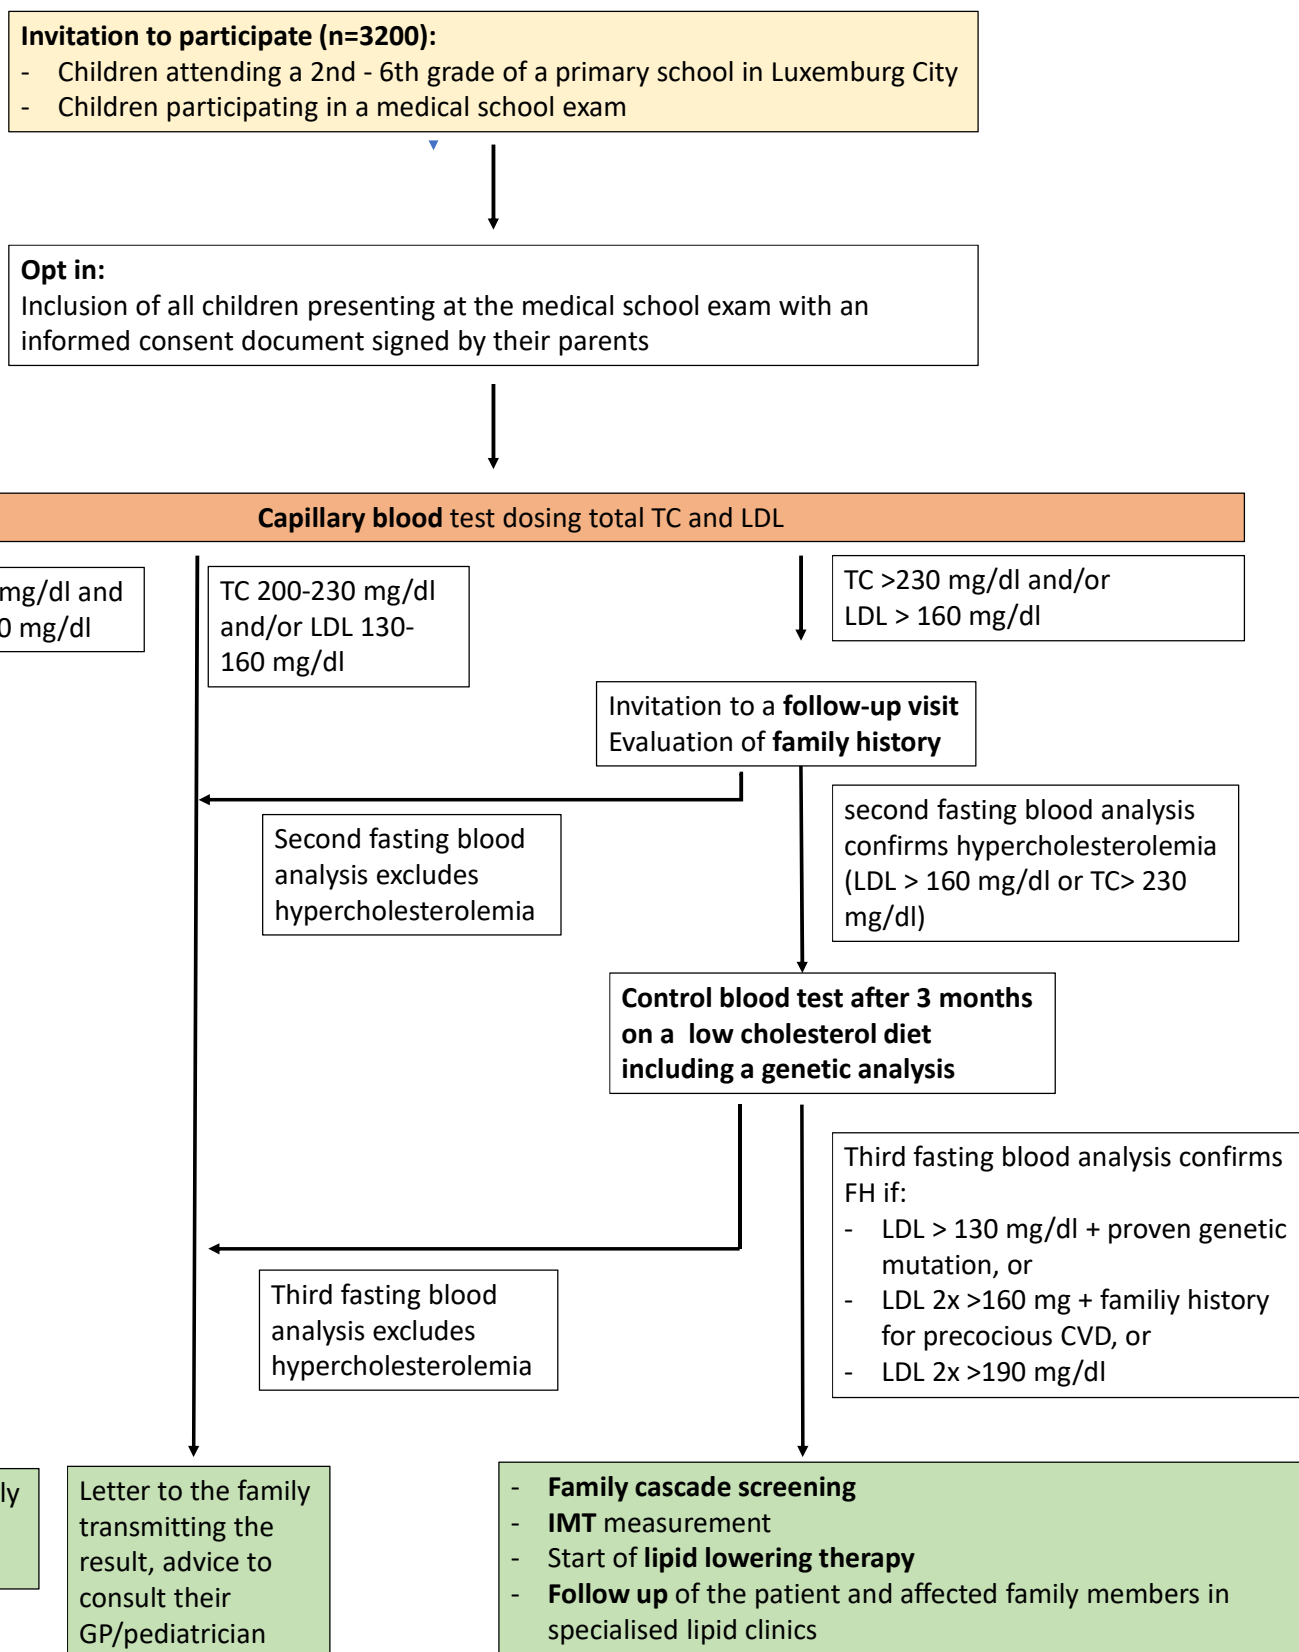 Invitation to participate (n=3200):
- Children attending a 2nd - 6th grade of a primary school in Luxemburg City
- Children participating in a medical school exam
Opt in:
Inclusion of all children presenting at the medical school exam with an
informed consent document signed by their parents
Capillary blood test dosing total TC and LDL
mg/dl and
0 mg/dl
TC 200-230 mg/dl
and/or LDL 130-
160 mg/dl
TC >230 mg/dl and/or
LDL > 160 mg/dl
Invitation to a follow-up visit
Evaluation of family history
Second fasting blood
analysis excludes
hypercholesterolemia
second fasting blood analysis
confirms hypercholesterolemia
(LDL > 160 mg/dl or TC> 230
mg/dl)
Control blood test after 3 months
on a low cholesterol diet
including a genetic analysis
Third fasting blood analysis confirms
FH if:
- LDL > 130 mg/dl + proven genetic
mutation, or
- LDL 2x >160 mg + familiy history
for precocious CVD, or
- LDL 2x >190 mg/dl
Third fasting blood
analysis excludes
hypercholesterolemia
ly
Letter to the family
transmitting the
result, advice to
consult their
GP/pediatrician
- Family cascade screening
- IMT measurement
- Start of lipid lowering therapy
- Follow up of the patient and affected family members in
specialised lipid clinics